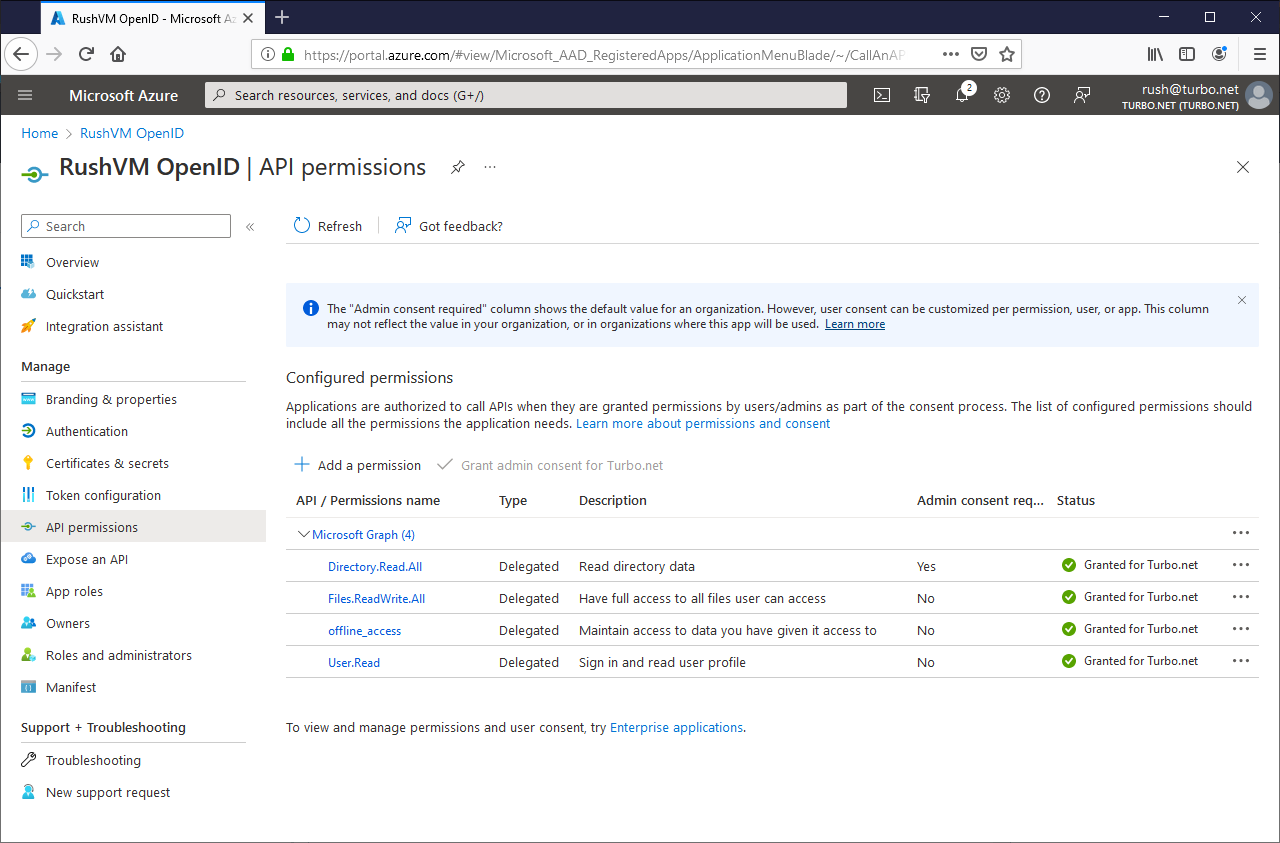 RushVM OpenID - Microsoft Az
https://portal.azure.com/#view/Microsoft_AAD_RegisteredApps/ApplicationMenuBlade/~/CallAnAP
Microsoft Azure
Search resources, services, and docs (G+/)
2
rush@turbo.net
TURBO.NET (TURBO.NET)
Home > RushVM OpenID
RushVM OpenID | API permissions
Search
Refresh
Got feedback?
Overview
Quickstart
Integration assistant
Manage
Branding & properties
Authentication
Certificates & secrets
Token configuration
API permissions
Expose an API
App roles
Owners
Roles and administrators
Manifest
Support + Troubleshooting
Troubleshooting
New support request
The "Admin consent required" column shows the default value for an organization. However, user consent can be customized per permission, user, or app. This column
may not reflect the value in your organization, or in organizations where this app will be used. Learn more
Configured permissions
Applications are authorized to call APIs when they are granted permissions by users/admins as part of the consent process. The list of configured permissions should
include all the permissions the application needs. Learn more about permissions and consent
Add a permission
Grant admin consent for Turbo.net
API / Permissions name Type Description Admin consent req... Status
Microsoft Graph (4)
Directory.Read.All Delegated Read directory data Yes Granted for Turbo.net
Files.ReadWrite.All Delegated Have full access to all files user can access No Granted for Turbo.net
offline_access Delegated Maintain access to data you have given it access to No Granted for Turbo.net
User.Read Delegated Sign in and read user profile No Granted for Turbo.net
To view and manage permissions and user consent, try Enterprise applications.